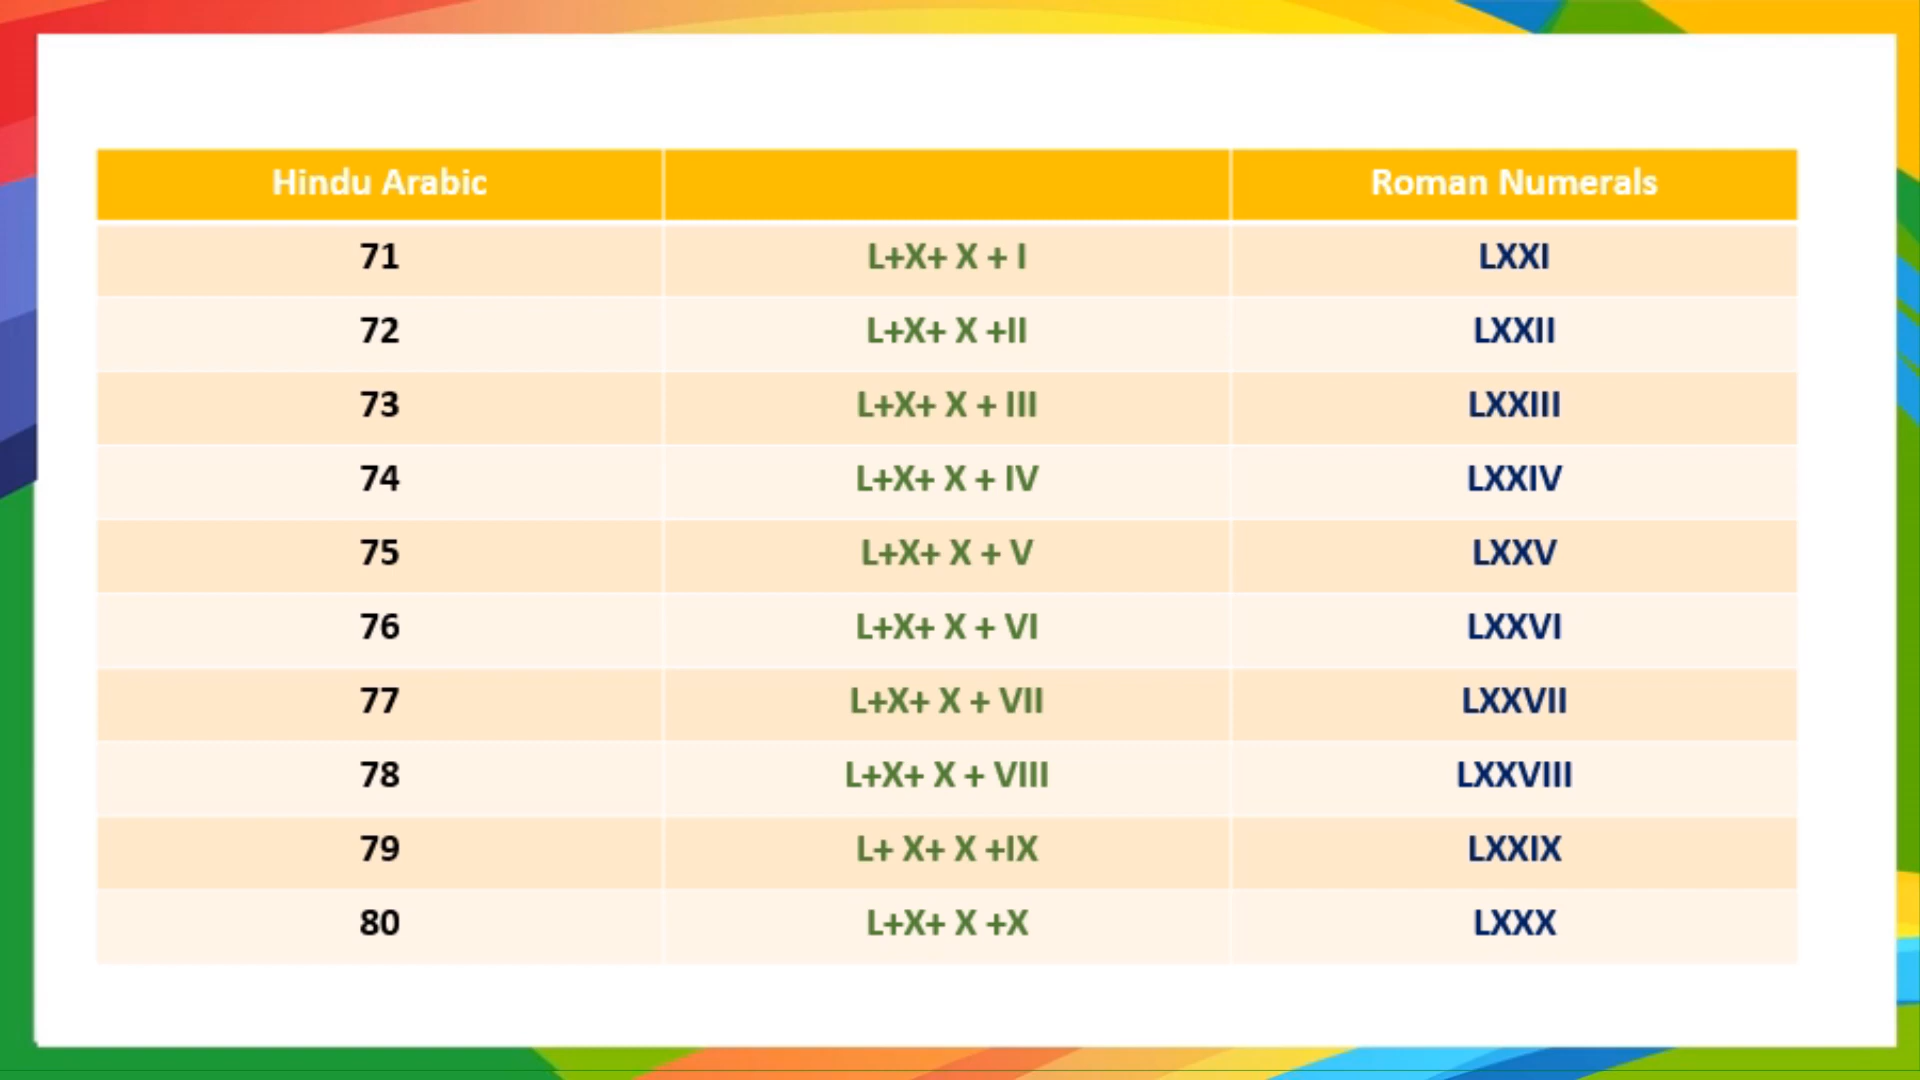 Hindu Arabic Roman Numerals
71 L+X+ X + I LXXI
72 L+X+ X +II LXXII
73 L+X+ X + III LXXIII
74 L+X+ X + IV LXXIV
75 L+X+ X + V LXXV
76 L+X+ X + VI LXXVI
77 L+X+ X + VII LXXVII
78 L+X+ X + VIII LXXVIII
79 L+ X+ X +IX LXXIX
80 L+X+ X +X LXXX